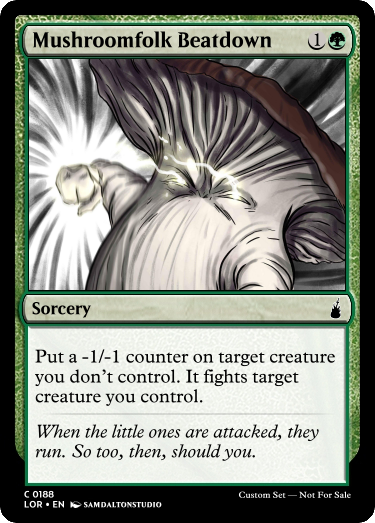 Mushroomfolk Beatdown 1
Sorcery
Put a -1/-1 counter on target creature
you don't control. It fights target
creature you control.
When the little ones are attacked, they
run. So too, then, should you.
C 0188
LOR • EN SAMDALTONSTUDIO
Custom Set — Not For Sale